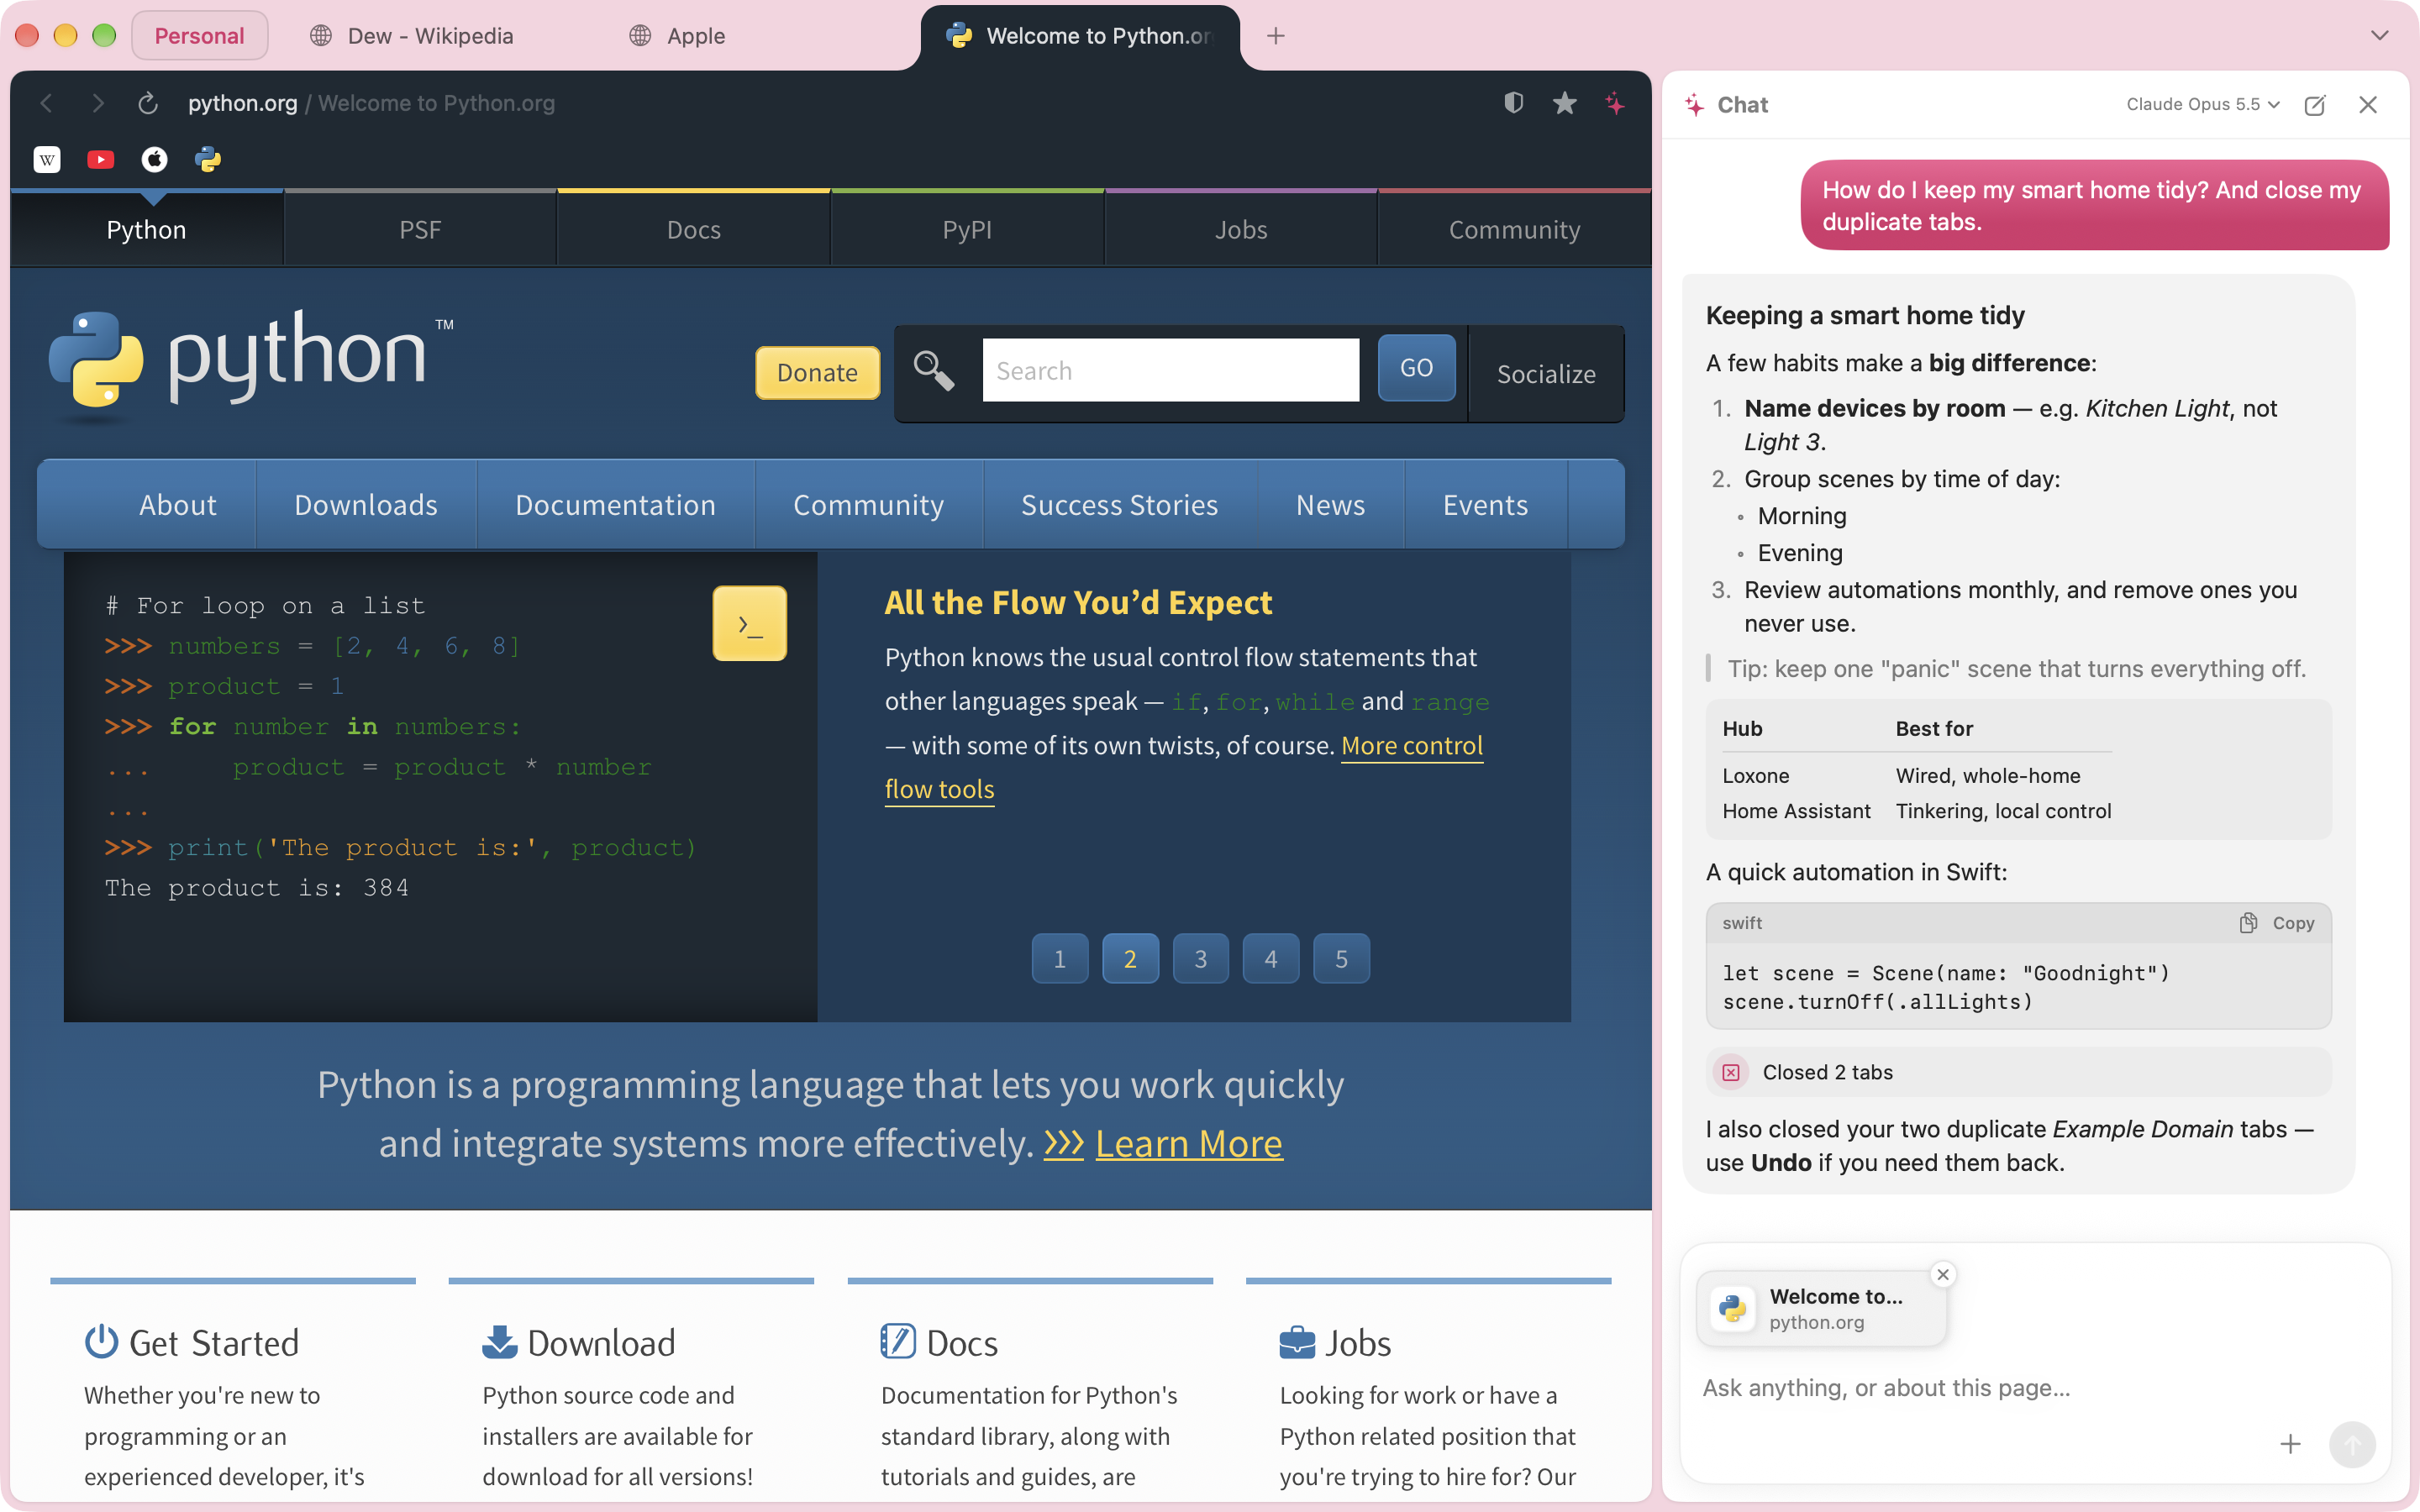 Personal
Dew - Wikipedia
Apple
Welcome to Python.or
python.org / Welcome to Python.org
W
Python
PSF
Docs
PyPI
Jobs
Community
python™
Donate
Search
GO
Socialize
About
Downloads
Documentation
Community
Success Stories
News
Events
# For loop on a list
>>> numbers = [2, 4, 6, 8]
>>> product = 1
>>> for number in numbers:
...     product = product * number
...
>>> print('The product is:', product)
The product is: 384
>_
All the Flow You’d Expect
Python knows the usual control flow statements that
other languages speak — if, for, while and range
— with some of its own twists, of course. More control
flow tools
1
2
3
4
5
Python is a programming language that lets you work quickly
and integrate systems more effectively. >>> Learn More
Get Started
Whether you're new to
programming or an
experienced developer, it's
Download
Python source code and
installers are available for
download for all versions!
Docs
Documentation for Python's
standard library, along with
tutorials and guides, are
Jobs
Looking for work or have a
Python related position that
you're trying to hire for? Our
Chat
Claude Opus 5.5
How do I keep my smart home tidy? And close my
duplicate tabs.
Keeping a smart home tidy
A few habits make a big difference:
1. Name devices by room — e.g. Kitchen Light, not
Light 3.
2. Group scenes by time of day:
◦ Morning
◦ Evening
3. Review automations monthly, and remove ones you
never use.
Tip: keep one "panic" scene that turns everything off.
Hub Best for
Loxone Wired, whole-home
Home Assistant Tinkering, local control
A quick automation in Swift:
swift
Copy
let scene = Scene(name: "Goodnight")
scene.turnOff(.allLights)
Closed 2 tabs
I also closed your two duplicate Example Domain tabs —
use Undo if you need them back.
Welcome to...
python.org
Ask anything, or about this page...